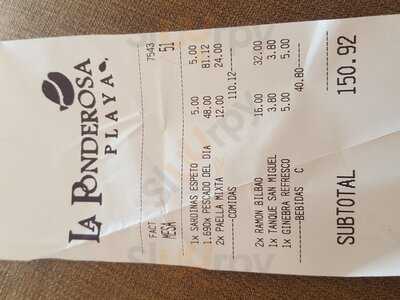 LA PONDEROSA
PLAYA
FACT 7543
MESA 51
1x SARDINAS ESPETO 5.00 5.00
1.690x PESCADO DEL DIA 48.00 81.12
2x PAELLA MIXTA 12.00 24.00
----COMIDAS 110.12----
2x RAMON BILBAO 16.00 32.00
1x TANQUE SAN MIGUEL 3.80 3.80
1x GINEBRA REFRESCO 5.00 5.00
----BEBIDAS C 40.80----
SUBTOTAL 150.92